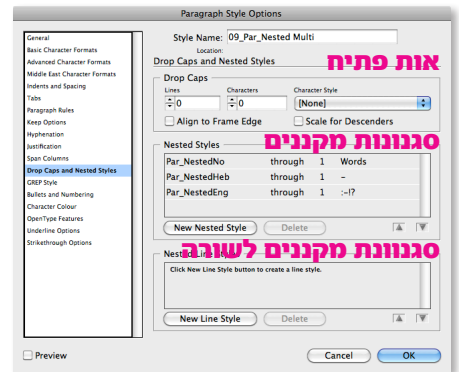 Paragraph Style Options
General
Basic Character Formats
Advanced Character Formats
Middle East Character Formats
Indents and Spacing
Tabs
Paragraph Rules
Keep Options
Hyphenation
Justification
Span Columns
Drop Caps and Nested Styles
GREP Style
Bullets and Numbering
Character Colour
OpenType Features
Underline Options
Strikethrough Options
Style Name: 09_Par_Nested Multi
Location:
Drop Caps and Nested Styles
אות פתיח
Drop Caps
Lines Characters Character Style
0 0 [None]
Align to Frame Edge Scale for Descenders
סגנונות מקננים
Nested Styles
Par_NestedNo through 1 Words
Par_NestedHeb through 1 –
Par_NestedEng through 1 :–!?
New Nested Style Delete
סגנונות מקננים לשורה
Nested Line Styles
Click New Line Style button to create a line style.
New Line Style Delete
Preview Cancel OK